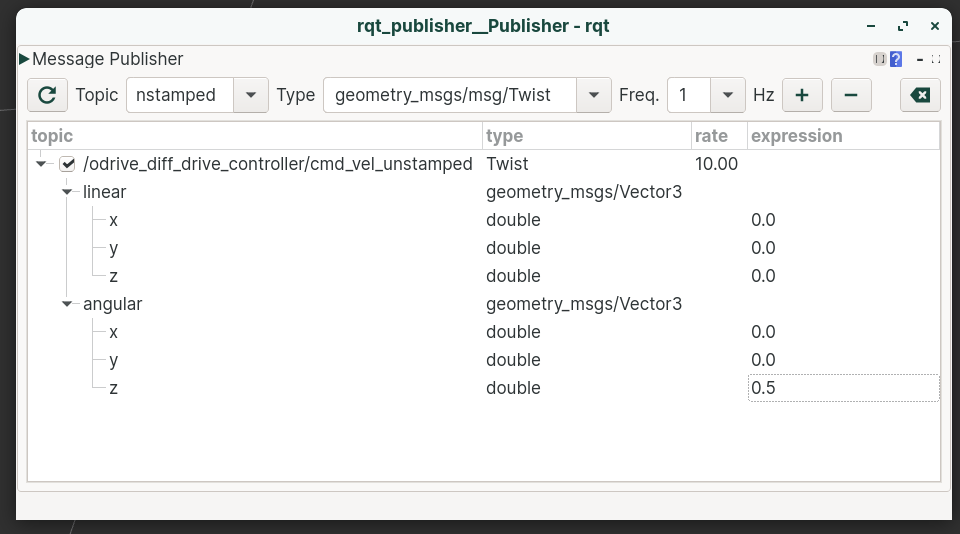 rqt_publisher__Publisher - rqt
Message Publisher
Topic nstamped Type geometry_msgs/msg/Twist Freq. 1 Hz + −
topic type rate expression
/odrive_diff_drive_controller/cmd_vel_unstamped Twist 10.00
linear geometry_msgs/Vector3
x double 0.0
y double 0.0
z double 0.0
angular geometry_msgs/Vector3
x double 0.0
y double 0.0
z double 0.5